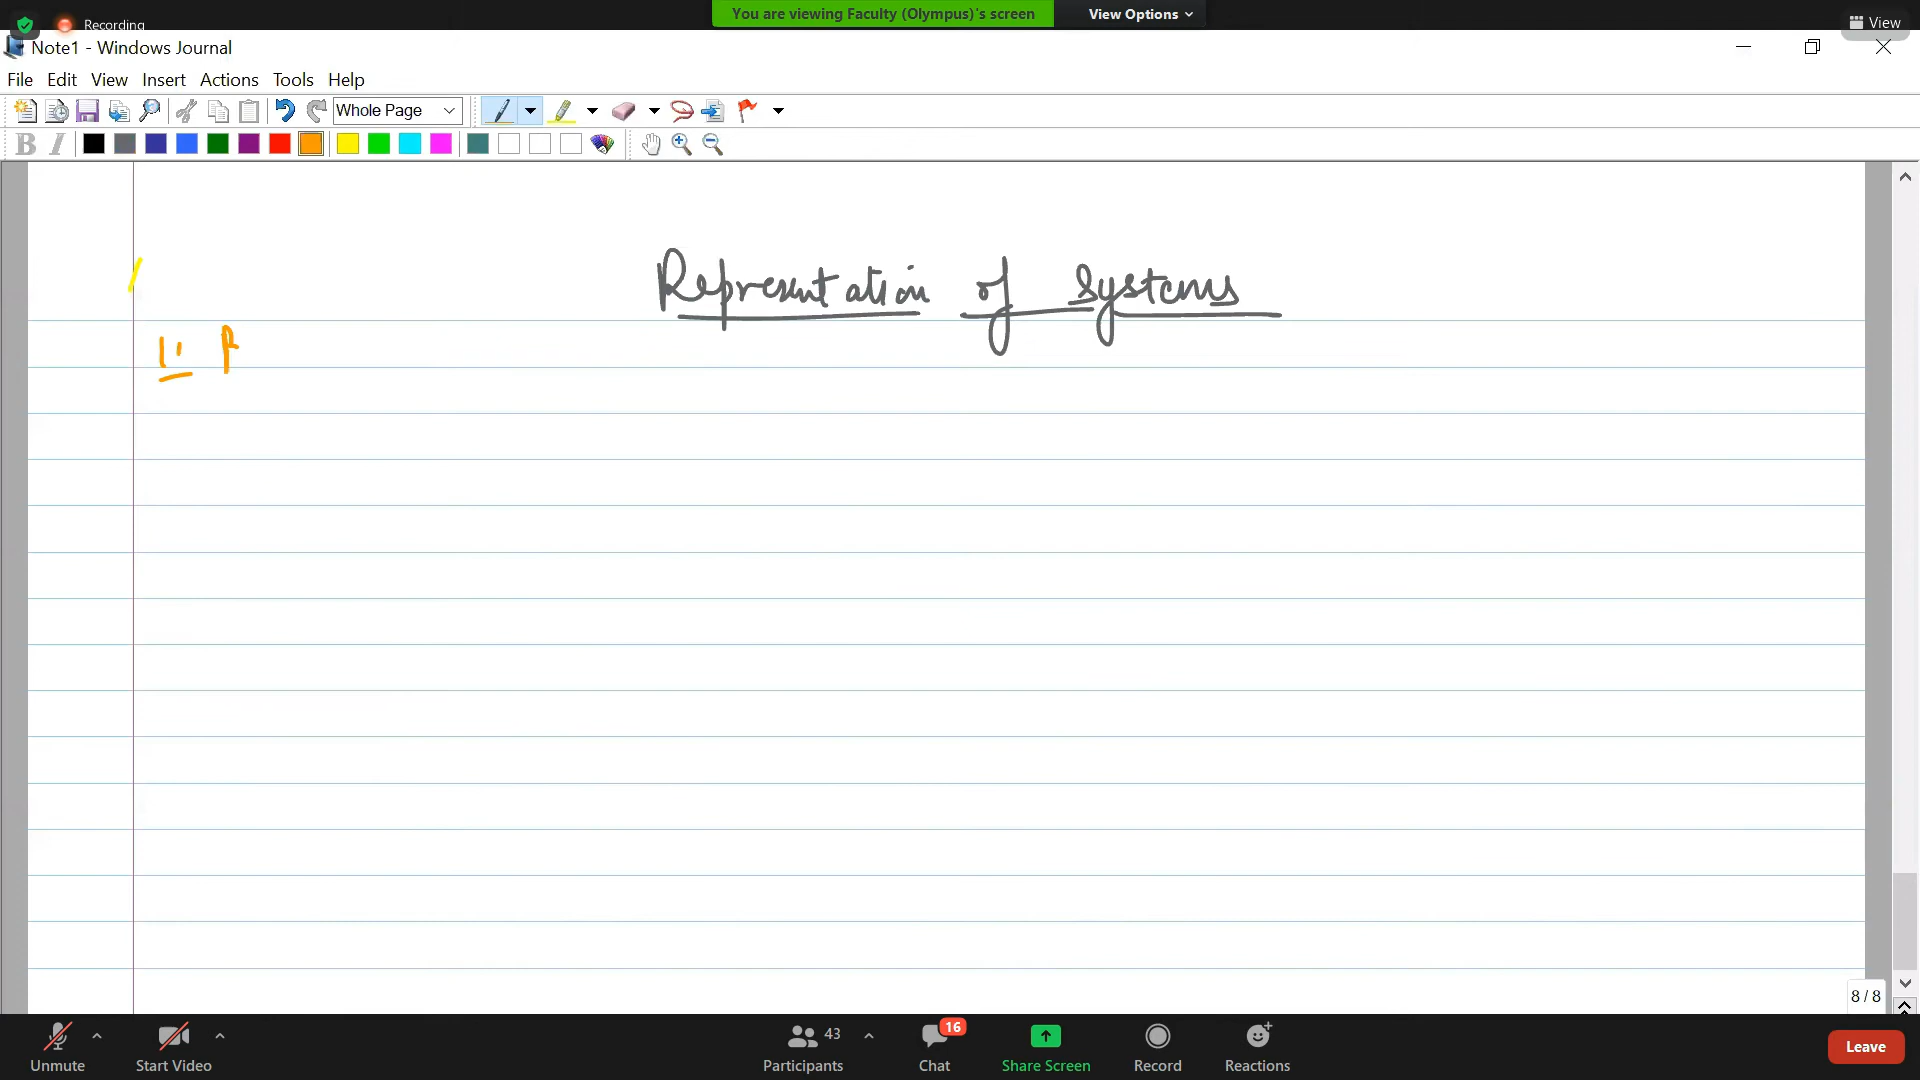 Recording
You are viewing Faculty (Olympus)'s screen
View Options
View
Note1 - Windows Journal
File Edit View Insert Actions Tools Help
Whole Page
B I
Representation of Systems
1. P
8 / 8
Unmute
Start Video
43
Participants
16
Chat
Share Screen
Record
Reactions
Leave